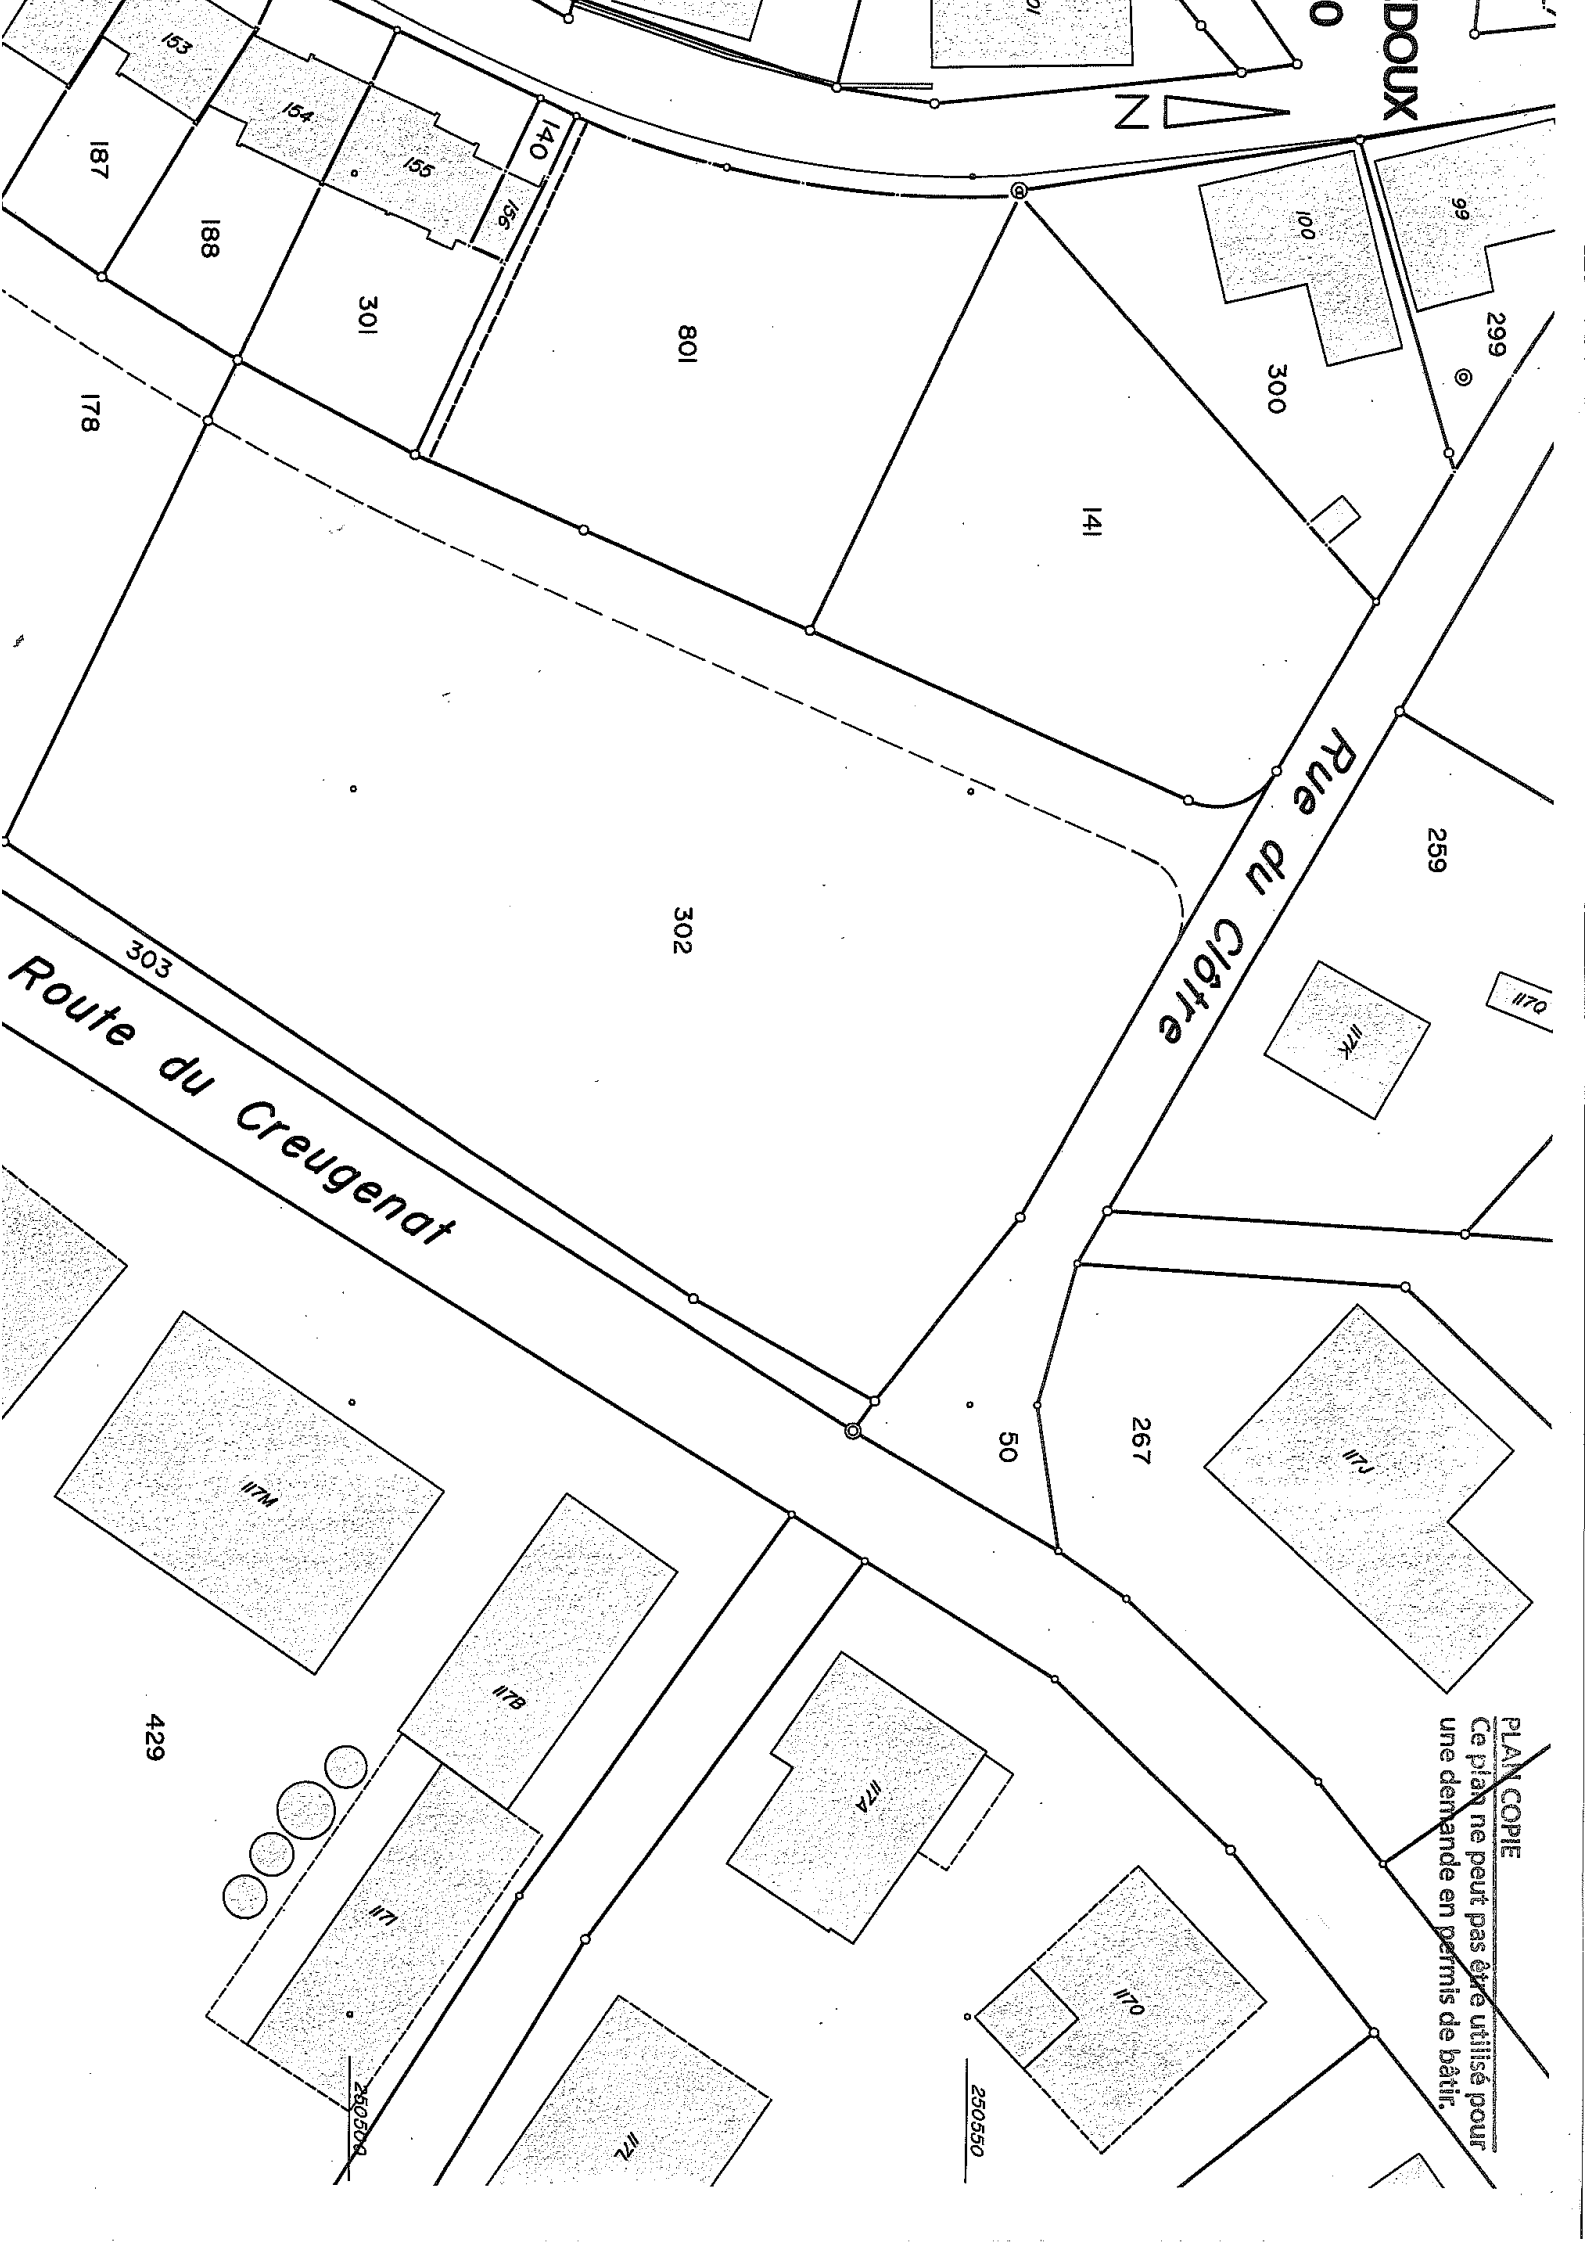 PLAN COPIE
Ce plan ne peut pas être utilisé pour
une demande en permis de bâtir.
DOUX
0
N
Rue du Clôître
Route du Creugenat
99
100
299
300
141
801
140
156
155
154
153
301
188
187
178
302
303
259
117Q
117K
267
50
117J
117M
117B
117I
117A
117O
117L
429
250550
250500